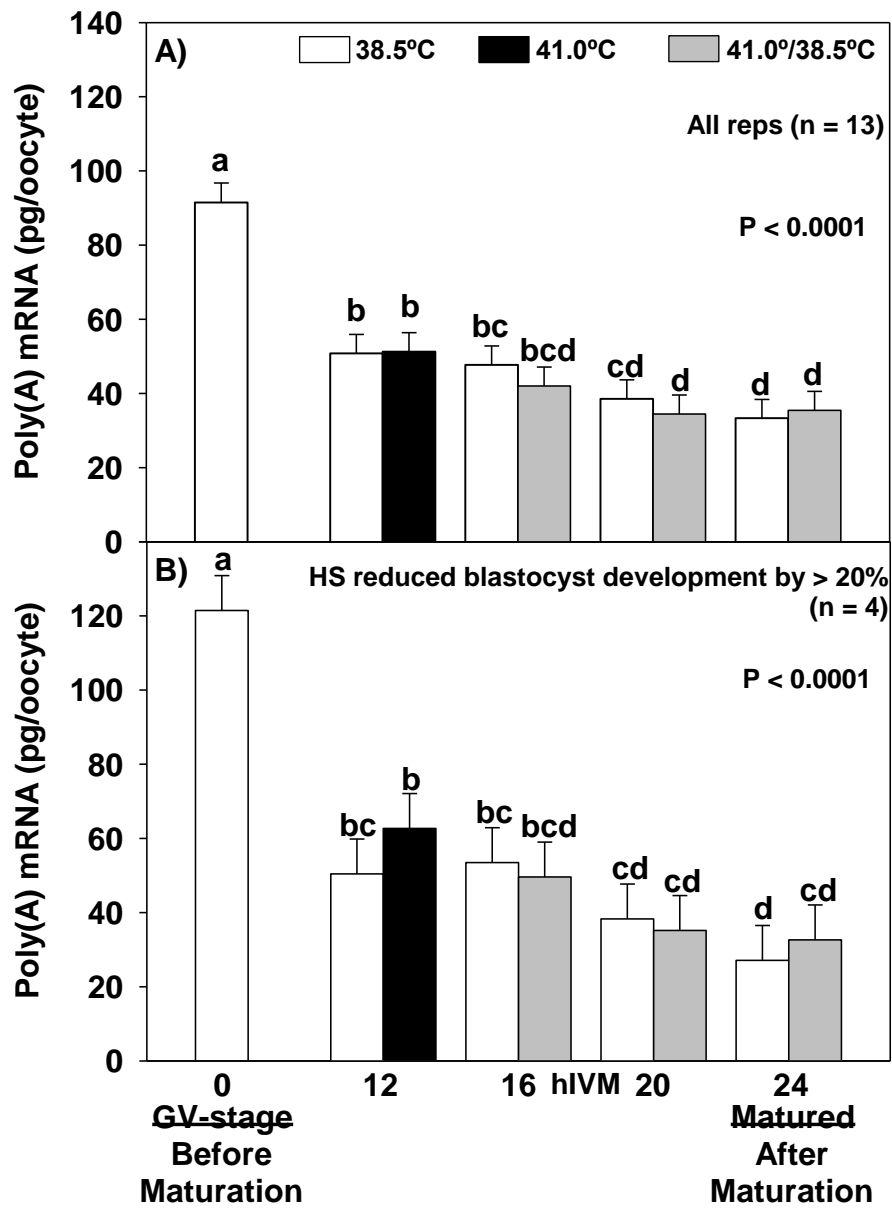 140
A)
38.5ºC
41.0ºC
41.0º/38.5ºC
120
All reps (n = 13)
100
a
P < 0.0001
80
60
b b bc bcd cd d d d
40
20
0
Poly(A) mRNA (pg/oocyte)
B)
a
HS reduced blastocyst development by > 20%
(n = 4)
120
P < 0.0001
100
80
60
bc b bc bcd cd cd d cd
40
20
0
Poly(A) mRNA (pg/oocyte)
0 12 16 hIVM 20 24
GV-stage
Before
Maturation
Matured
After
Maturation